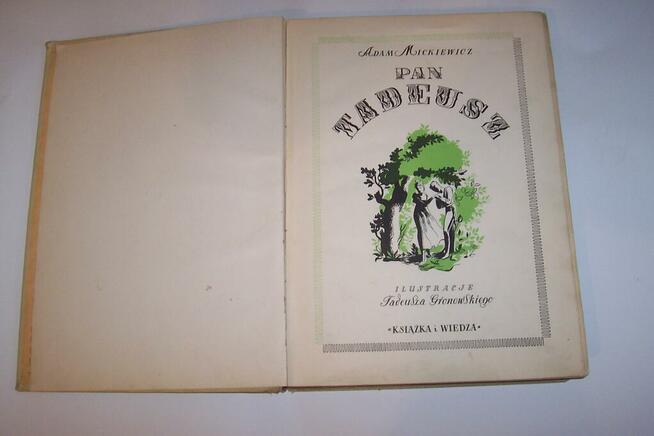 ADAM MICKIEWICZ
PAN
TADEUSZ
ILUSTRACJE
Tadeusza Gronowskiego
«KSIĄŻKA i WIEDZA»